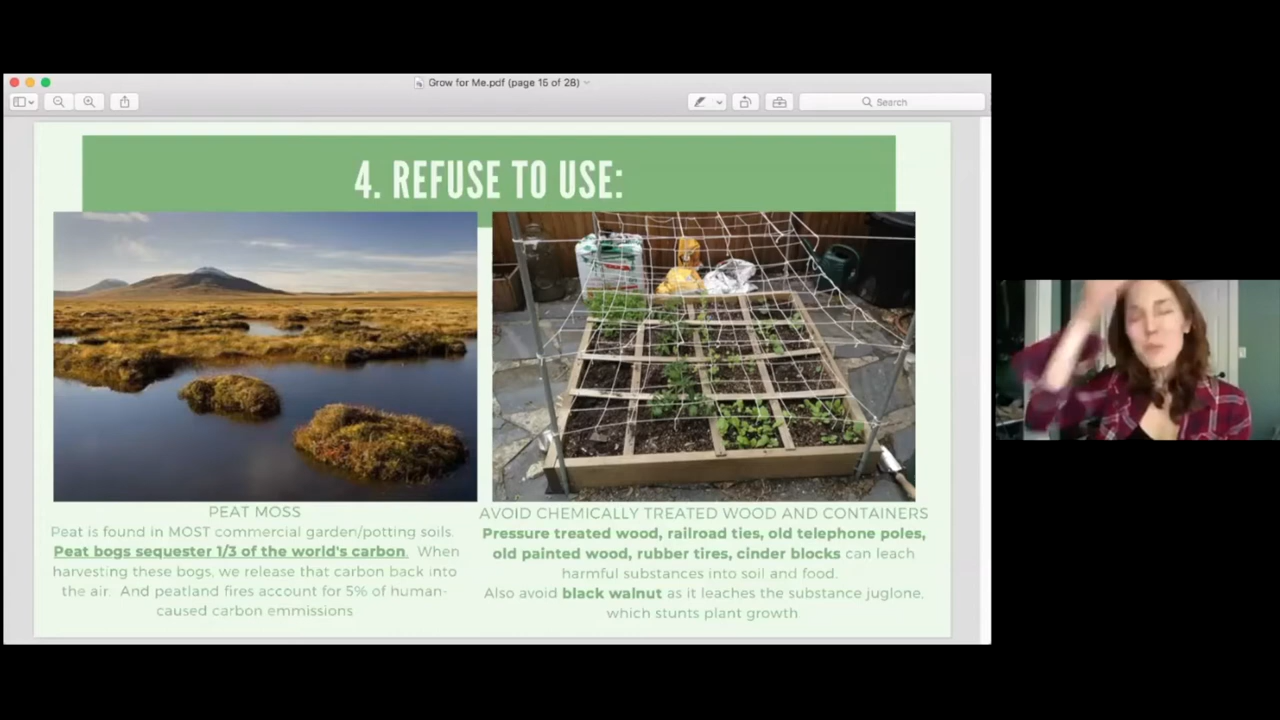 Grow for Me.pdf (page 15 of 28)
Search
4. REFUSE TO USE:
PEAT MOSS
Peat is found in MOST commercial garden/potting soils.
Peat bogs sequester 1/3 of the world's carbon. When
harvesting these bogs, we release that carbon back into
the air. And peatland fires account for 5% of human-
caused carbon emmissions
AVOID CHEMICALLY TREATED WOOD AND CONTAINERS
Pressure treated wood, railroad ties, old telephone poles,
old painted wood, rubber tires, cinder blocks can leach
harmful substances into soil and food.
Also avoid black walnut as it leaches the substance juglone,
which stunts plant growth